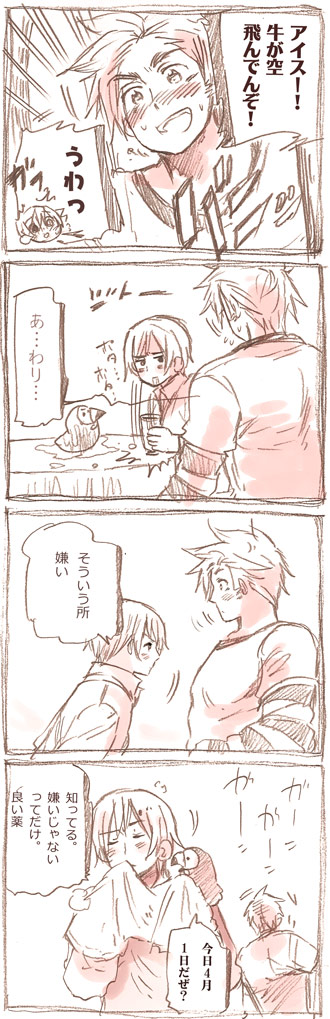 アイス！！
牛が空
飛んでんぞ！
うわっ
ガターッ
ジトー
ポタ…
ポタ…
あ…わり…
そういう所
嫌い
ガーン
ガーン
知ってる。
嫌いじゃない
ってだけ。
良い薬
今日４月
１日だぜ？